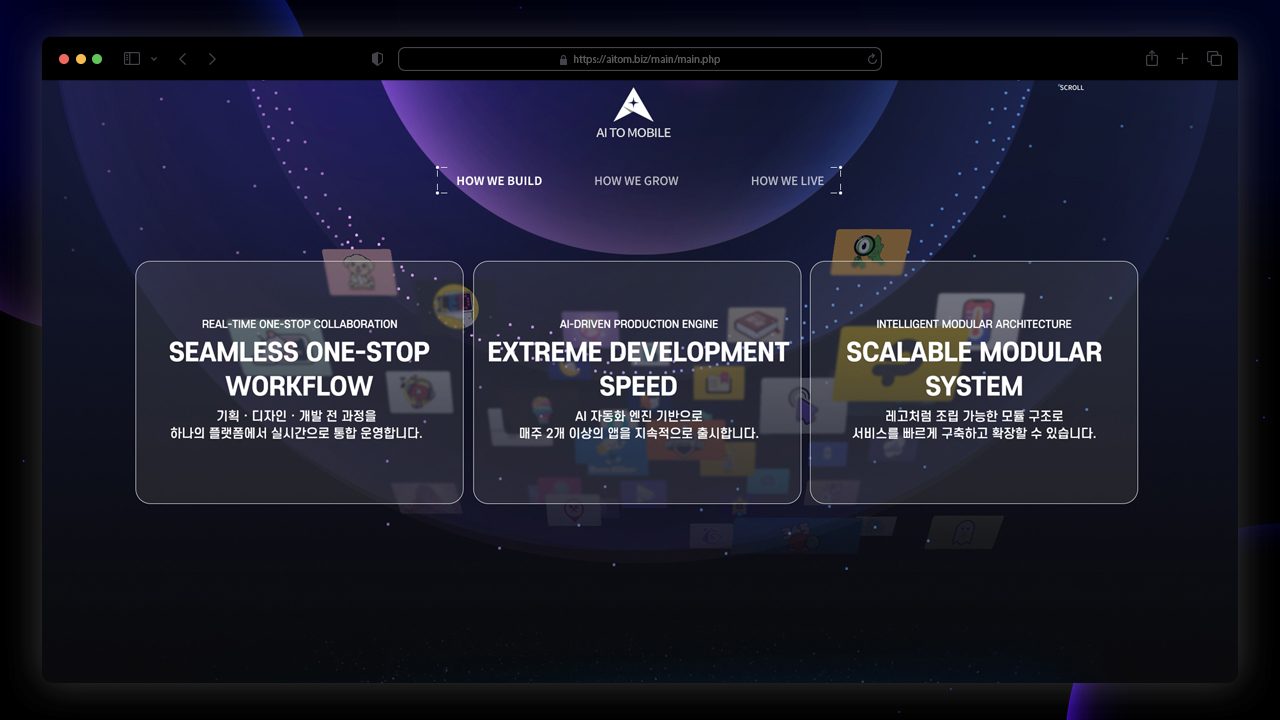 https://aitom.biz/main/main.php
SCROLL
AI TO MOBILE
HOW WE BUILD
HOW WE GROW
HOW WE LIVE
REAL-TIME ONE-STOP COLLABORATION
SEAMLESS ONE-STOP
WORKFLOW
기획 · 디자인 · 개발 전 과정을
하나의 플랫폼에서 실시간으로 통합 운영합니다.
AI-DRIVEN PRODUCTION ENGINE
EXTREME DEVELOPMENT
SPEED
AI 자동화 엔진 기반으로
매주 2개 이상의 앱을 지속적으로 출시합니다.
INTELLIGENT MODULAR ARCHITECTURE
SCALABLE MODULAR
SYSTEM
레고처럼 조립 가능한 모듈 구조로
서비스를 빠르게 구축하고 확장할 수 있습니다.